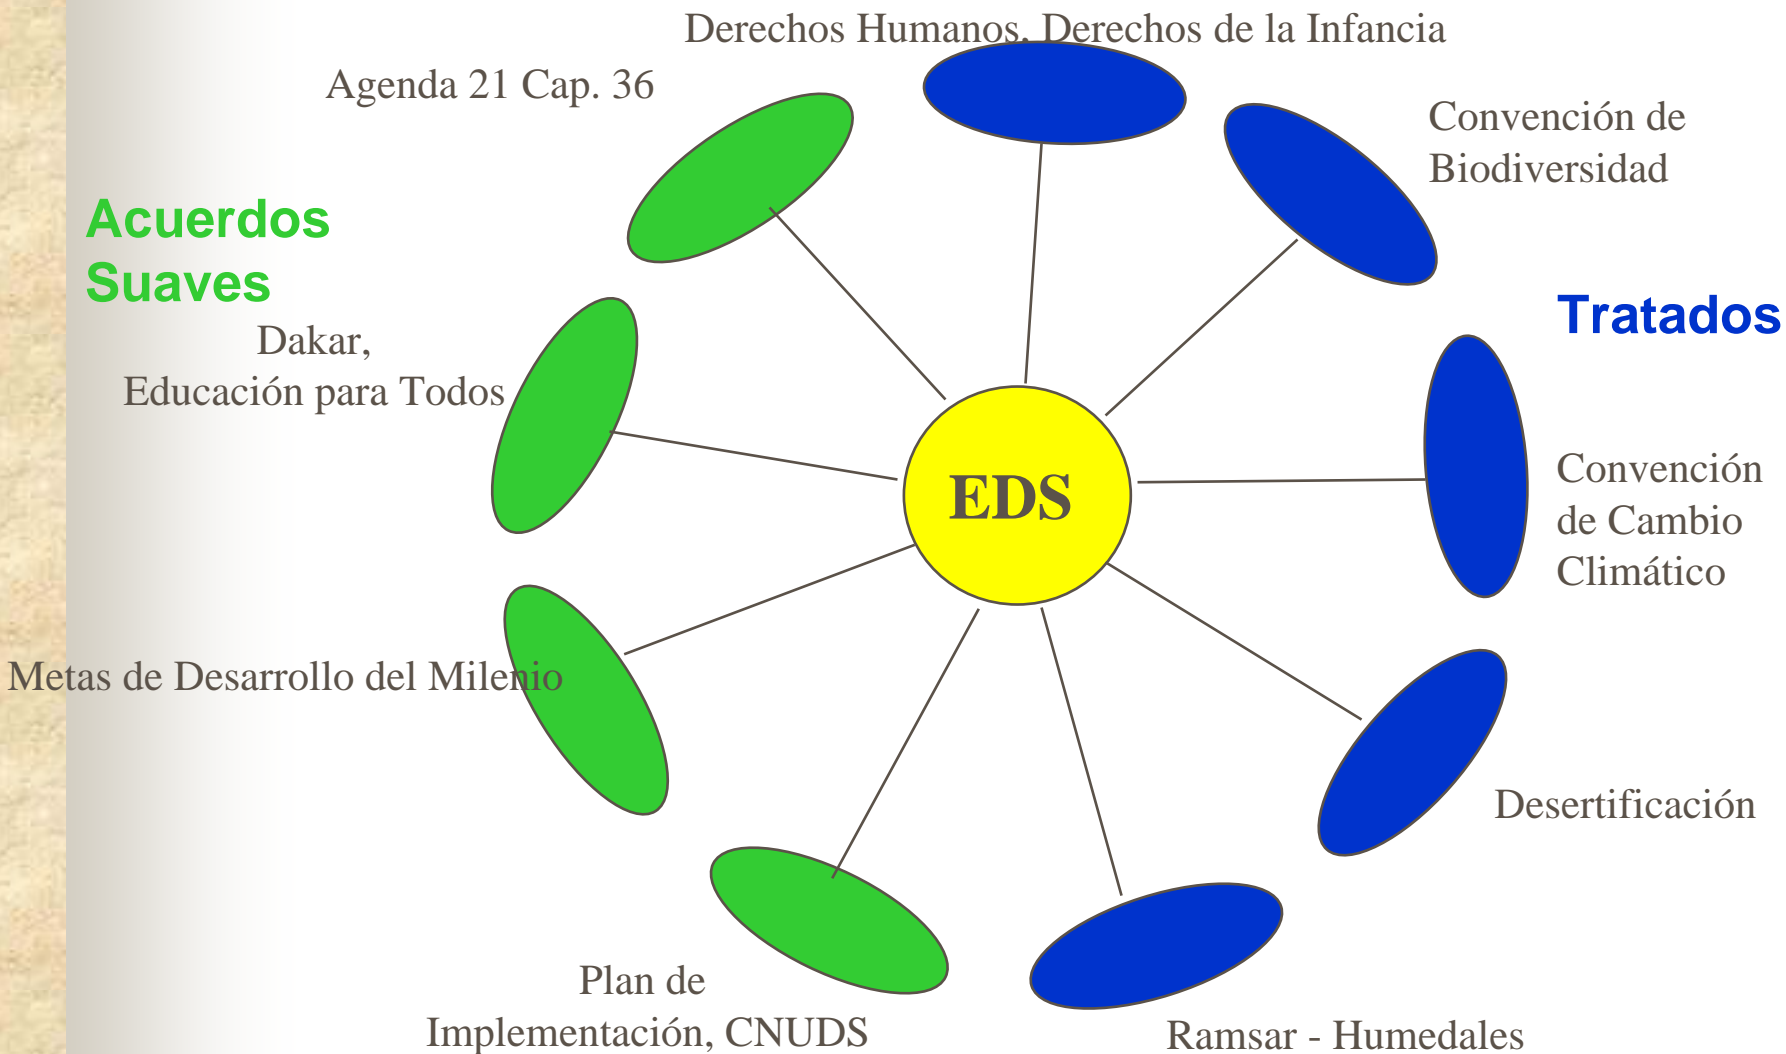 Derechos Humanos, Derechos de la Infancia
Agenda 21 Cap. 36
Convención de
Biodiversidad
Acuerdos
Suaves
Tratados
Dakar,
Educación para Todos
Convención
de Cambio
Climático
EDS
Metas de Desarrollo del Milenio
Desertificación
Plan de
Implementación, CNUDS
Ramsar - Humedales